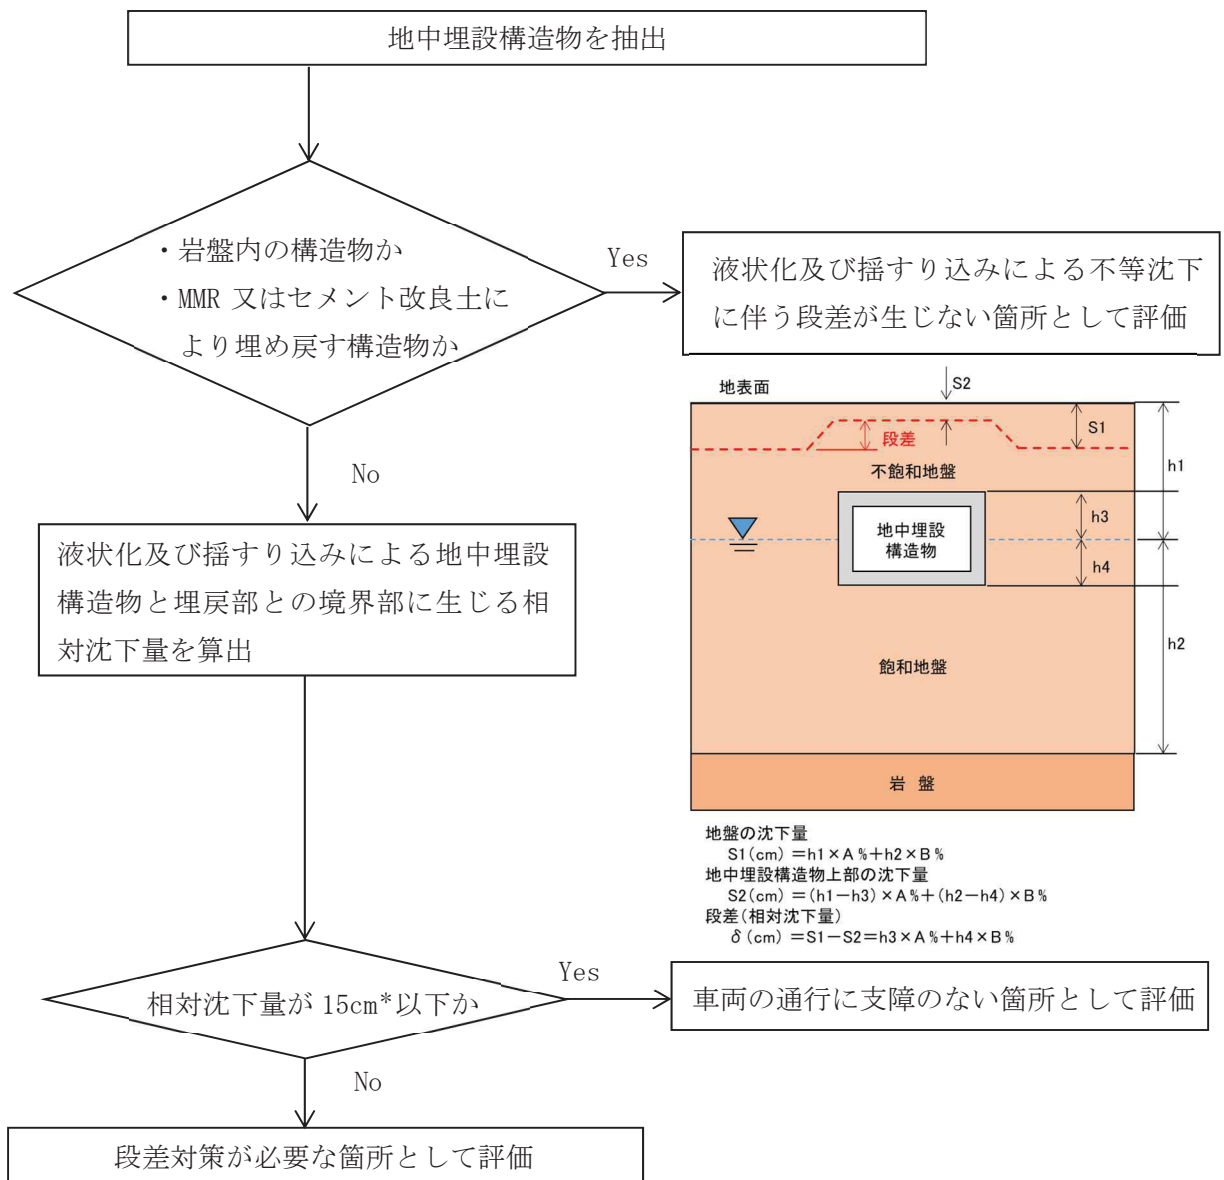 地中埋設構造物を抽出
・岩盤内の構造物か
・MMR 又はセメント改良土に
より埋め戻す構造物か
Yes
液状化及び揺すり込みによる不等沈下
に伴う段差が生じない箇所として評価
No
液状化及び揺すり込みによる地中埋設
構造物と埋戻部との境界部に生じる相
対沈下量を算出
地表面
S2
S1
段差
h1
不飽和地盤
h3
地中埋設
構造物
h4
h2
飽和地盤
岩 盤
地盤の沈下量
S1(cm)=h1×A%+h2×B%
地中埋設構造物上部の沈下量
S2(cm)=(h1-h3)×A%+(h2-h4)×B%
段差(相対沈下量)
δ(cm)=S1-S2=h3×A%+h4×B%
相対沈下量が 15cm*以下か
Yes
車両の通行に支障のない箇所として評価
No
段差対策が必要な箇所として評価